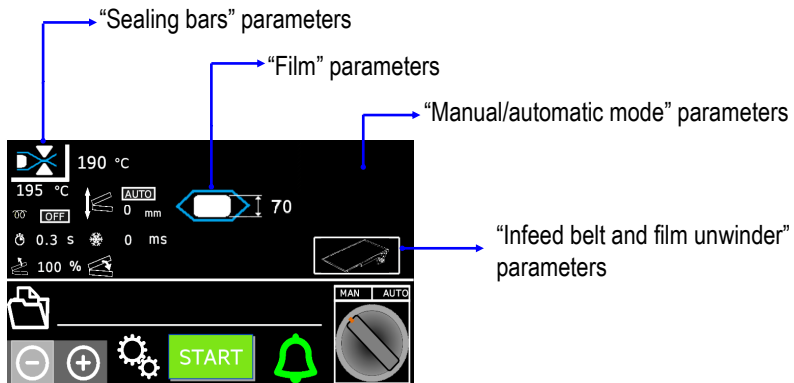 “Sealing bars” parameters
“Film” parameters
“Manual/automatic mode” parameters
190 °C
195 °C
AUTO
0 mm
70
OFF
0.3 s
0 ms
100 %
“Infeed belt and film unwinder”
parameters
MAN AUTO
START